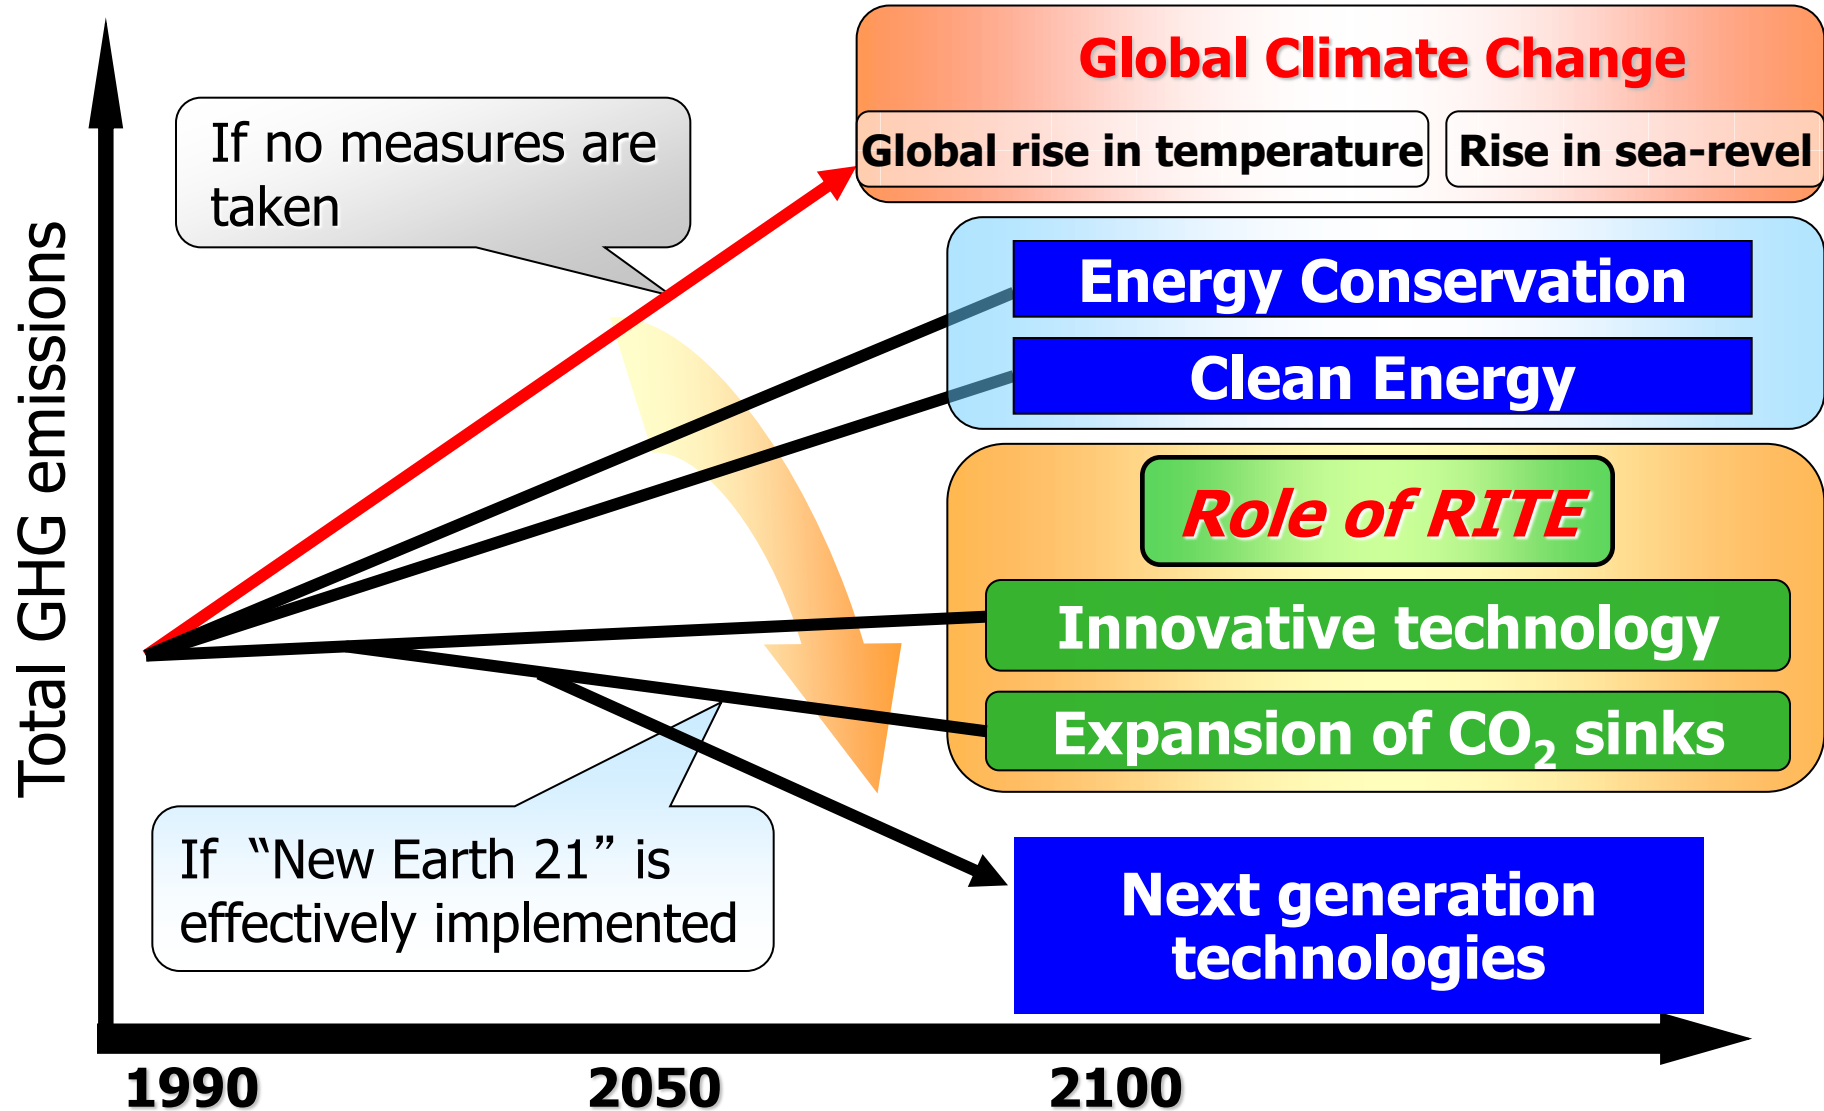 Global Climate Change
If no measures are
taken
Global rise in temperature
Rise in sea-revel
Total GHG emissions
Energy Conservation
Clean Energy
Role of RITE
Innovative technology
Expansion of CO₂ sinks
If “New Earth 21” is
effectively implemented
Next generation
technologies
1990
2050
2100